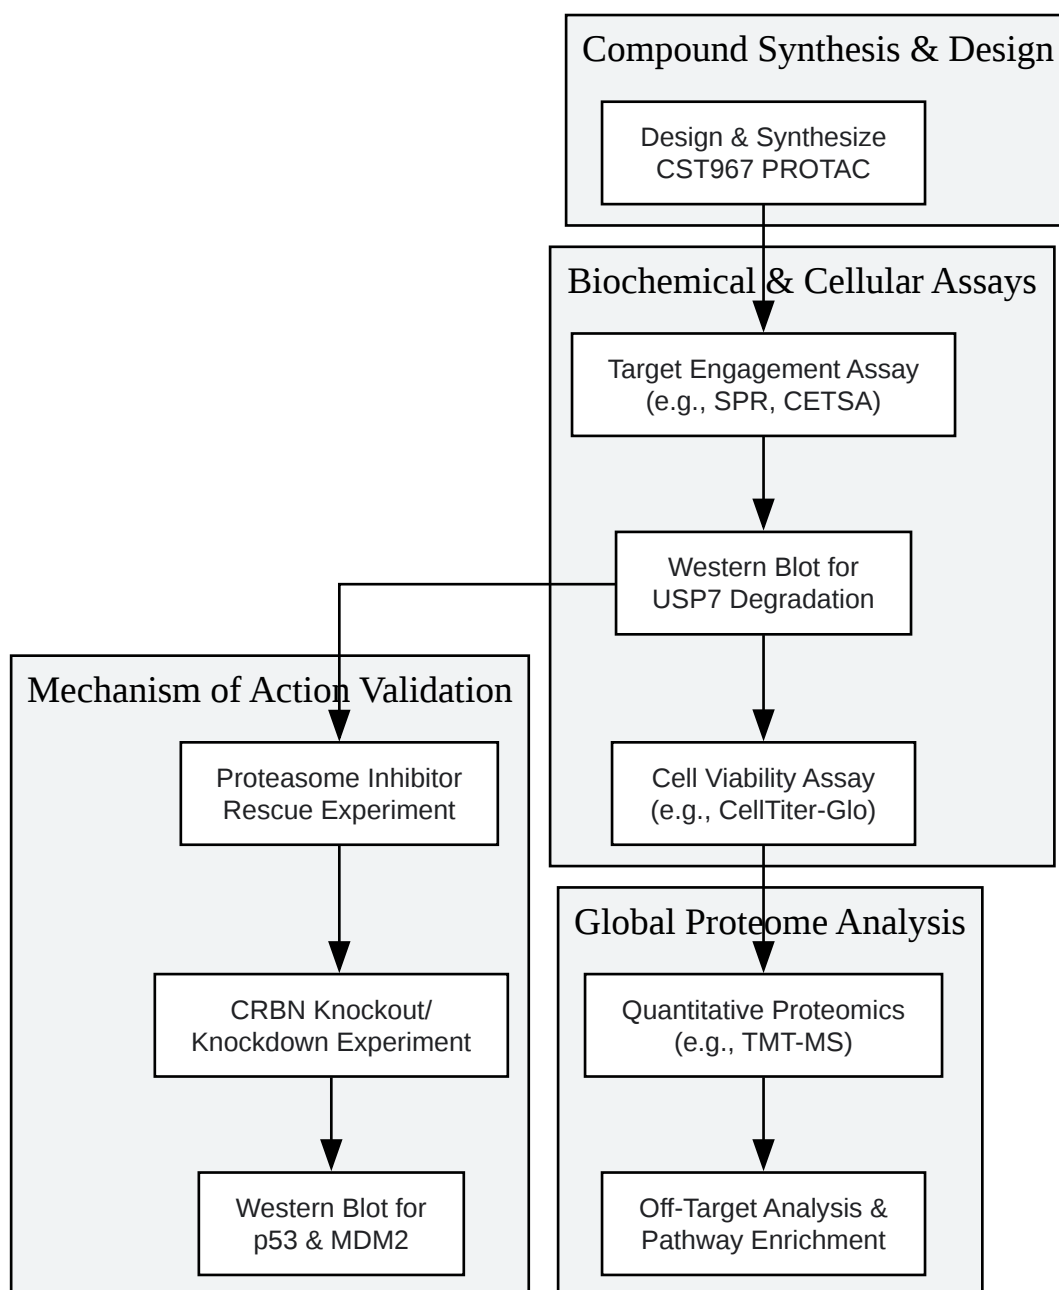 Compound Synthesis & Design
Design & Synthesize
CST967 PROTAC
Biochemical & Cellular Assays
Target Engagement Assay
(e.g., SPR, CETSA)
Western Blot for
USP7 Degradation
Cell Viability Assay
(e.g., CellTiter-Glo)
Mechanism of Action Validation
Proteasome Inhibitor
Rescue Experiment
CRBN Knockout/
Knockdown Experiment
Western Blot for
p53 & MDM2
Global Proteome Analysis
Quantitative Proteomics
(e.g., TMT-MS)
Off-Target Analysis &
Pathway Enrichment